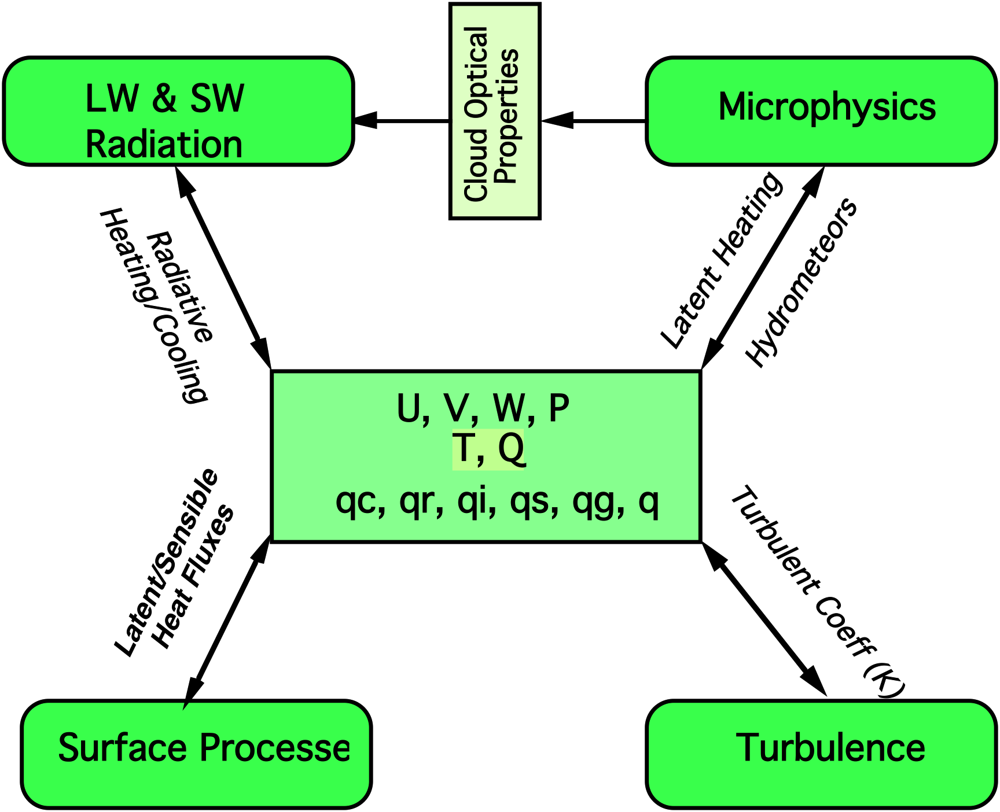 LW & SW
Radiation
Cloud Optical
Properties
Microphysics
Radiative
Heating/Cooling
Latent Heating
Hydrometeors
U, V, W, P
T, Q
qc, qr, qi, qs, qg, q
Latent/Sensible
Heat Fluxes
Turbulent Coeff (K)
Surface Processe
Turbulence